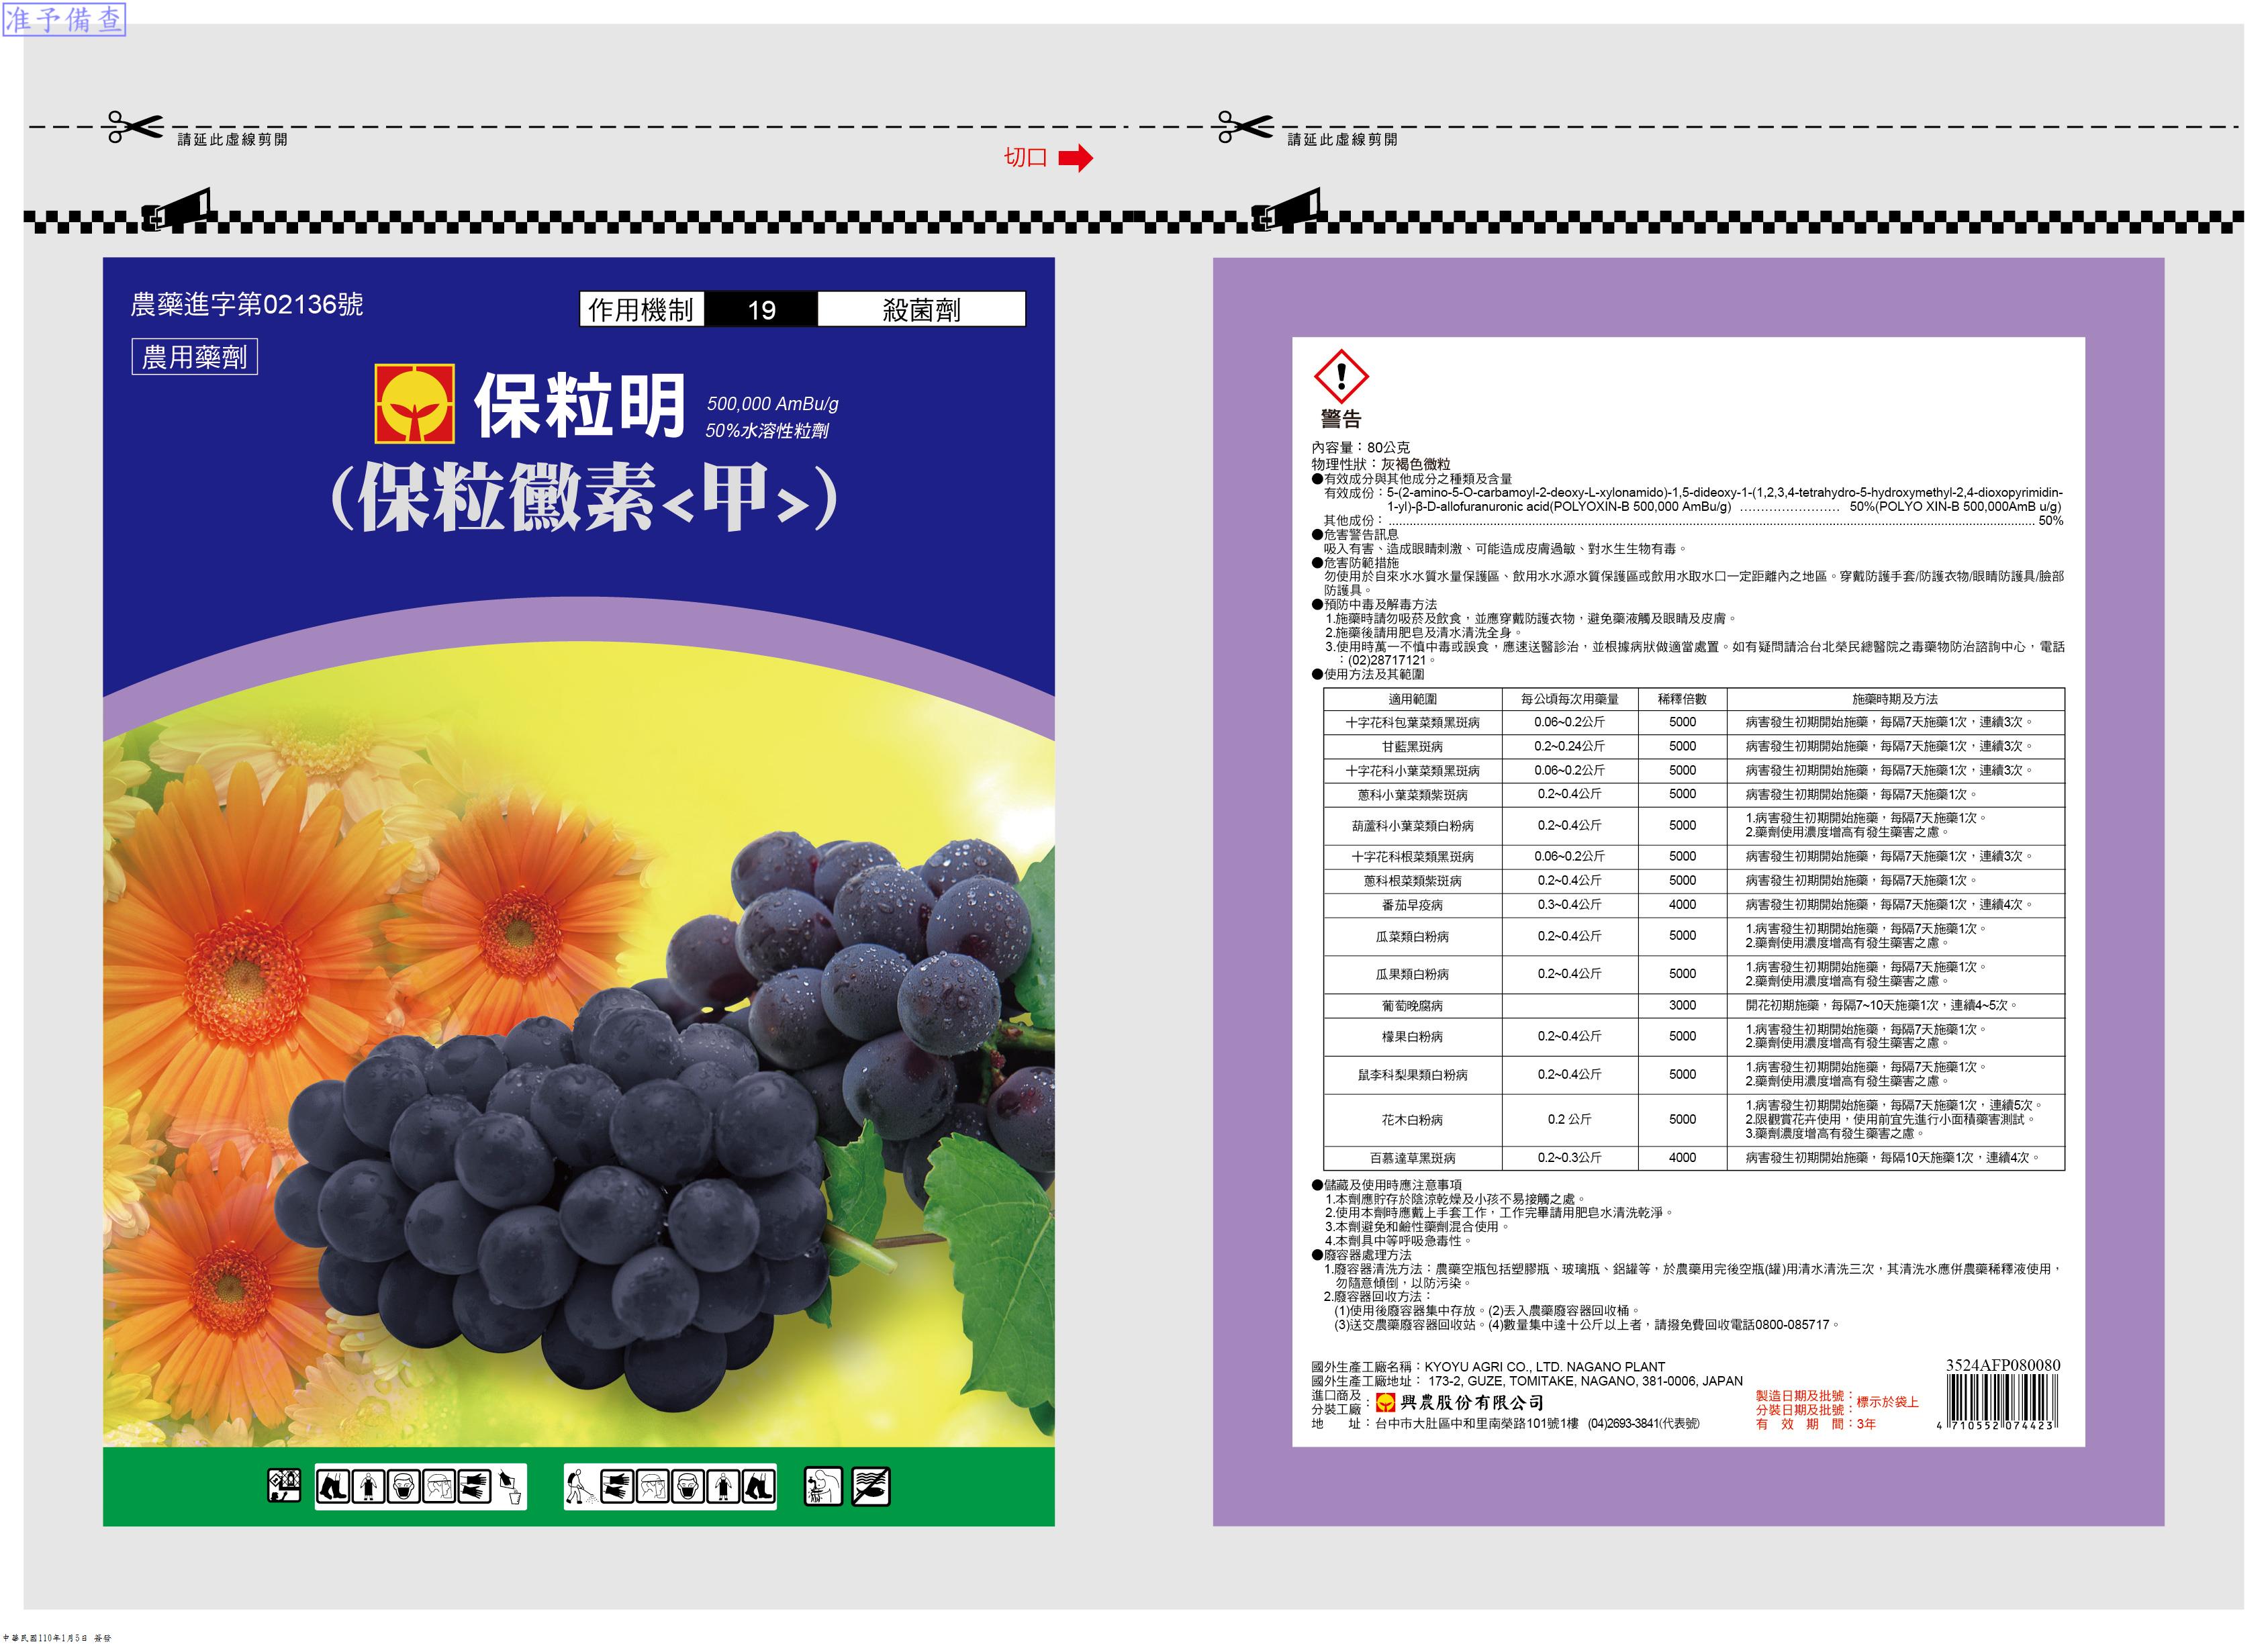 准予備查
請延此虛線剪開
請延此虛線剪開
切口
農藥進字第02136號
作用機制 19 殺菌劑
農用藥劑
保粒明 500,000 AmBu/g
50%水溶性粒劑
(保粒黴素<甲>)
警告
內容量：80公克
物理性狀：灰褐色微粒
●有效成分與其他成分之種類及含量
有效成份：5-(2-amino-5-O-carbamoyl-2-deoxy-L-xylonamido)-1,5-dideoxy-1-(1,2,3,4-tetrahydro-5-hydroxymethyl-2,4-dioxopyrimidin-
1-yl)-β-D-allofuranuronic acid(POLYOXIN-B 500,000 AmBu/g) ....................... 50%(POLYO XIN-B 500,000AmB u/g)
其他成份：........................................ 50%
●危害警告訊息
吸入有害、造成眼睛刺激、可能造成皮膚過敏、對水生生物有毒。
●危害防範措施
勿使用於自來水水質水量保護區、飲用水水源水質保護區或飲用水取水口一定距離內之地區。穿戴防護手套/防護衣物/眼睛防護具/臉部
防護具。
●預防中毒及解毒方法
1.施藥時請勿吸菸及飲食，並應穿戴防護衣物，避免藥液觸及眼睛及皮膚。
2.施藥後請用肥皂及清水清洗全身。
3.使用時萬一不慎中毒或誤食，應速送醫診治，並根據病狀做適當處置。如有疑問請洽台北榮民總醫院之毒藥物防治諮詢中心，電話
：(02)28717121。
●使用方法及其範圍
適用範圍 每公頃每次用藥量 稀釋倍數 施藥時期及方法
十字花科包葉菜類黑斑病 0.06~0.2公斤 5000 病害發生初期開始施藥，每隔7天施藥1次，連續3次。
甘藍黑斑病 0.2~0.24公斤 5000 病害發生初期開始施藥，每隔7天施藥1次，連續3次。
十字花科小葉菜類黑斑病 0.06~0.2公斤 5000 病害發生初期開始施藥，每隔7天施藥1次，連續3次。
蔥科小葉菜類紫斑病 0.2~0.4公斤 5000 病害發生初期開始施藥，每隔7天施藥1次。
葫蘆科小葉菜類白粉病 0.2~0.4公斤 5000 1.病害發生初期開始施藥，每隔7天施藥1次。
2.藥劑使用濃度增高有發生藥害之慮。
十字花科根菜類黑斑病 0.06~0.2公斤 5000 病害發生初期開始施藥，每隔7天施藥1次，連續3次。
蔥科根菜類紫斑病 0.2~0.4公斤 5000 病害發生初期開始施藥，每隔7天施藥1次。
番茄早疫病 0.3~0.4公斤 4000 病害發生初期開始施藥，每隔7天施藥1次，連續4次。
瓜菜類白粉病 0.2~0.4公斤 5000 1.病害發生初期開始施藥，每隔7天施藥1次。
2.藥劑使用濃度增高有發生藥害之慮。
瓜果類白粉病 0.2~0.4公斤 5000 1.病害發生初期開始施藥，每隔7天施藥1次。
2.藥劑使用濃度增高有發生藥害之慮。
葡萄晚腐病 3000 開花初期施藥，每隔7~10天施藥1次，連續4~5次。
檬果白粉病 0.2~0.4公斤 5000 1.病害發生初期開始施藥，每隔7天施藥1次。
2.藥劑使用濃度增高有發生藥害之慮。
鼠李科梨果類白粉病 0.2~0.4公斤 5000 1.病害發生初期開始施藥，每隔7天施藥1次。
2.藥劑使用濃度增高有發生藥害之慮。
花木白粉病 0.2 公斤 5000 1.病害發生初期開始施藥，每隔7天施藥1次，連續5次。
2.限觀賞花卉使用，使用前宜先進行小面積藥害測試。
3.藥劑濃度增高有發生藥害之慮。
百慕達草黑斑病 0.2~0.3公斤 4000 病害發生初期開始施藥，每隔10天施藥1次，連續4次。
●儲藏及使用時應注意事項
1.本劑應貯存於陰涼乾燥及小孩不易接觸之處。
2.使用本劑時應戴上手套工作，工作完畢請用肥皂水清洗乾淨。
3.本劑避免和鹼性藥劑混合使用。
4.本劑具中等呼吸急毒性。
●廢容器處理方法
1.廢容器清洗方法：農藥空瓶包括塑膠瓶、玻璃瓶、鋁罐等，於農藥用完後空瓶(罐)用清水清洗三次，其清洗水應併農藥稀釋液使用，
勿隨意傾倒，以防污染。
2.廢容器回收方法：
(1)使用後廢容器集中存放。(2)丟入農藥廢容器回收桶。
(3)送交農藥廢容器回收站。(4)數量集中達十公斤以上者，請撥免費回收電話0800-085717。
國外生產工廠名稱：KYOYU AGRI CO., LTD. NAGANO PLANT
國外生產工廠地址： 173-2, GUZE, TOMITAKE, NAGANO, 381-0006, JAPAN
進口商及
分裝工廠：興農股份有限公司
地 址：台中市大肚區中和里南榮路101號1樓 (04)2693-3841(代表號)
製造日期及批號：
分裝日期及批號：標示於袋上
有 效 期 間：3年
3524AFP080080
4 710552 074423
中華民國110年1月5日 簽發